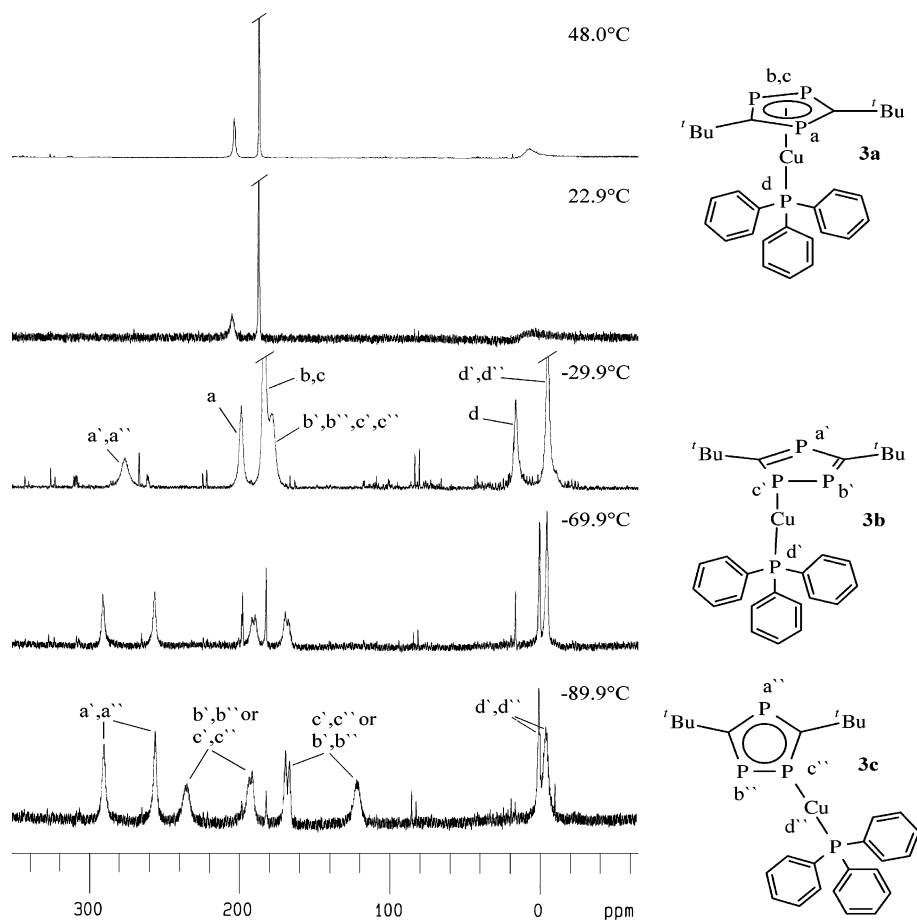 48.0°C
22.9°C
-29.9°C
a`,a``
a
b,c
b`,b``,c`,c``
d`,d``
d
-69.9°C
-89.9°C
a`,a``
b`,b`` or
c`,c``
c`,c`` or
b`,b``
d`,d``
300 200 100 0 ppm
b,c
P P
tBu
tBu
P
a
Cu
3a
d
P
a`
P
tBu
tBu
c` P P b`
Cu
3b
d`
P
a``
P
tBu
tBu
P P c``
3c
b``
Cu
d``
P